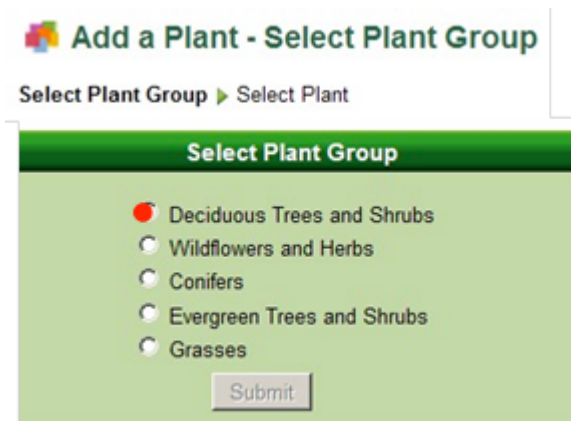 Add a Plant - Select Plant Group
Select Plant Group Select Plant
Select Plant Group
Deciduous Trees and Shrubs
Wildflowers and Herbs
Conifers
Evergreen Trees and Shrubs
Grasses
Submit